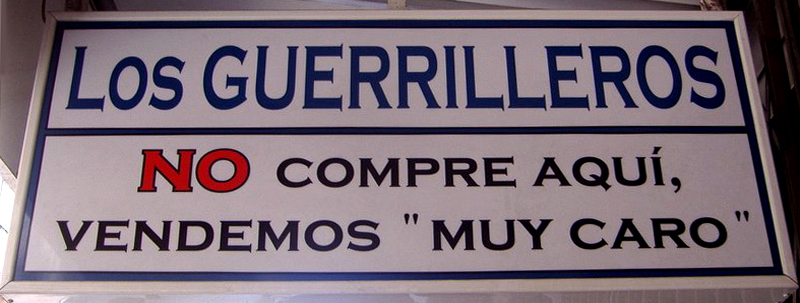 LOS GUERRILLEROS
NO COMPRE AQUÍ,
VENDEMOS "MUY CARO"